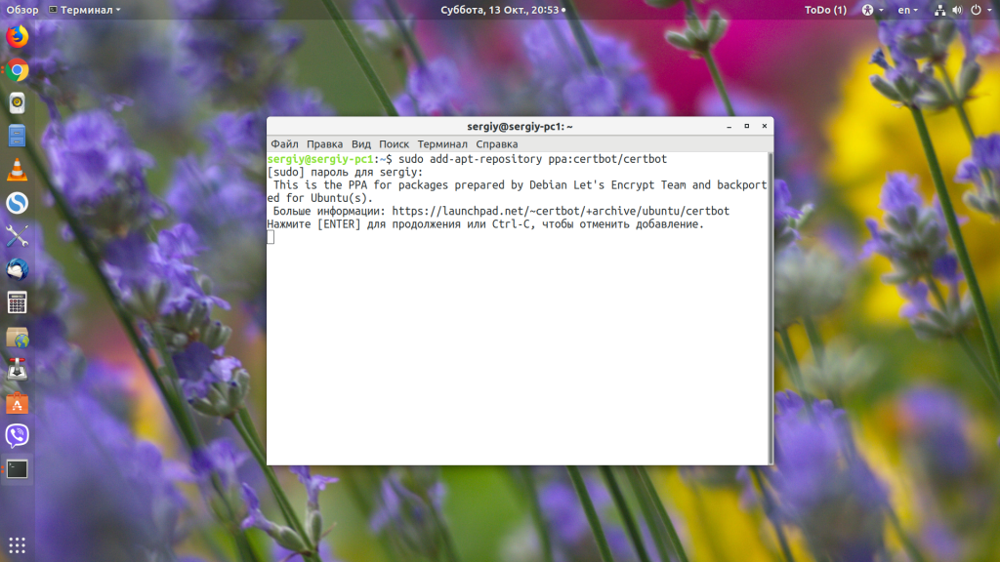 Обзор Терминал Суббота, 13 Окт., 20:53 ToDo (1) en
sergiy@sergiy-pc1: ~
Файл Правка Вид Поиск Терминал Справка
sergiy@sergiy-pc1:~$ sudo add-apt-repository ppa:certbot/certbot
[sudo] пароль для sergiy:
This is the PPA for packages prepared by Debian Let's Encrypt Team and backport
ed for Ubuntu(s).
Больше информации: https://launchpad.net/~certbot/+archive/ubuntu/certbot
Нажмите [ENTER] для продолжения или Ctrl-C, чтобы отменить добавление.